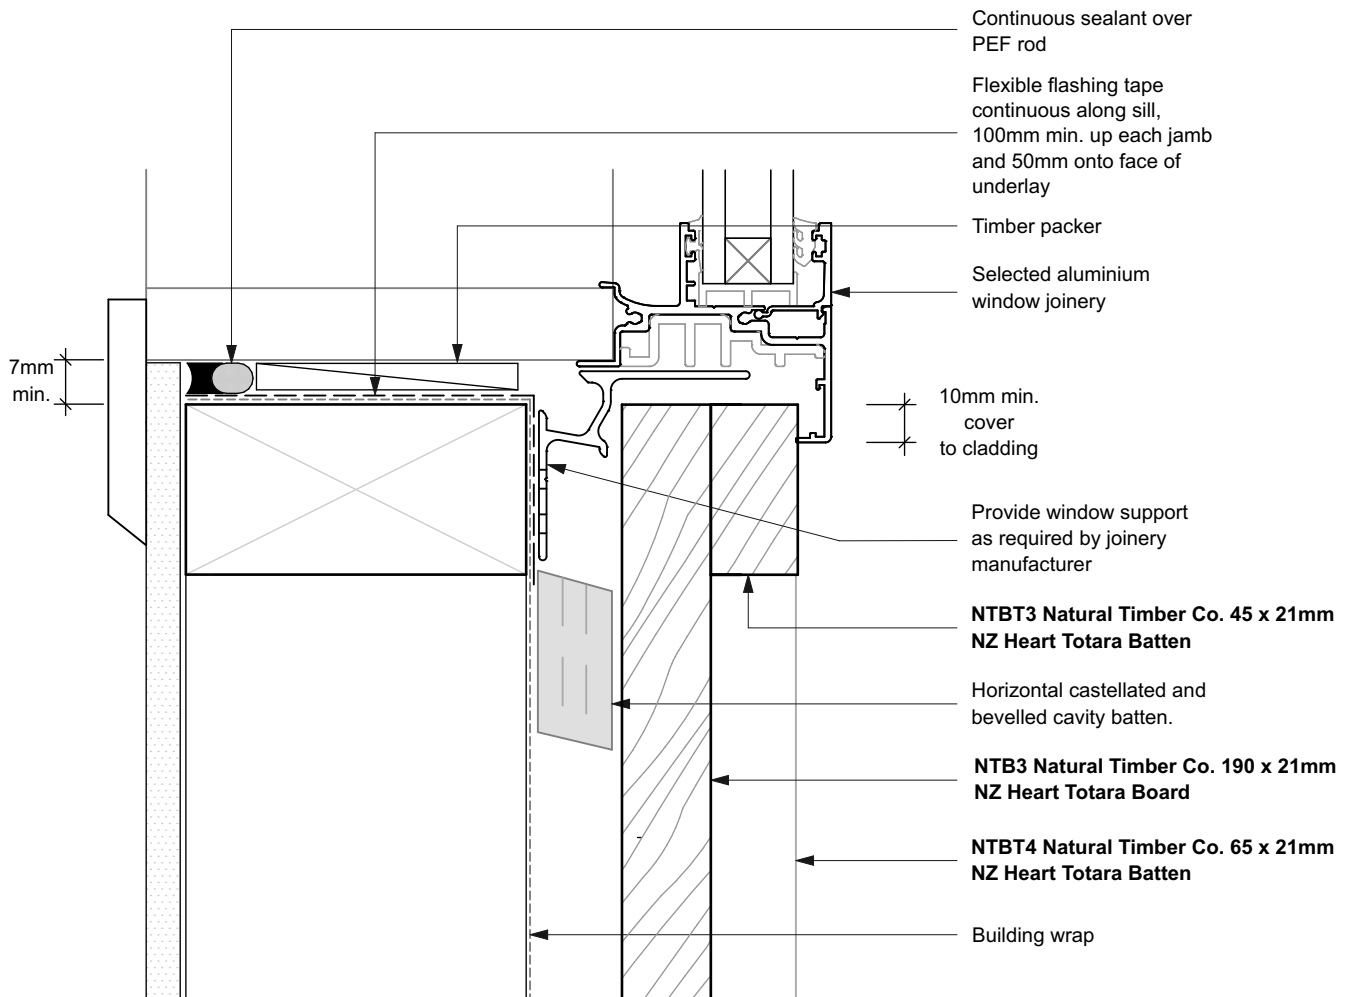 Continuous sealant over
PEF rod
Flexible flashing tape
continuous along sill,
100mm min. up each jamb
and 50mm onto face of
underlay
Timber packer
Selected aluminium
window joinery
7mm
min.
10mm min.
cover
to cladding
Provide window support
as required by joinery
manufacturer
NTBT3 Natural Timber Co. 45 x 21mm
NZ Heart Totara Batten
Horizontal castellated and
bevelled cavity batten.
NTB3 Natural Timber Co. 190 x 21mm
NZ Heart Totara Board
NTBT4 Natural Timber Co. 65 x 21mm
NZ Heart Totara Batten
Building wrap